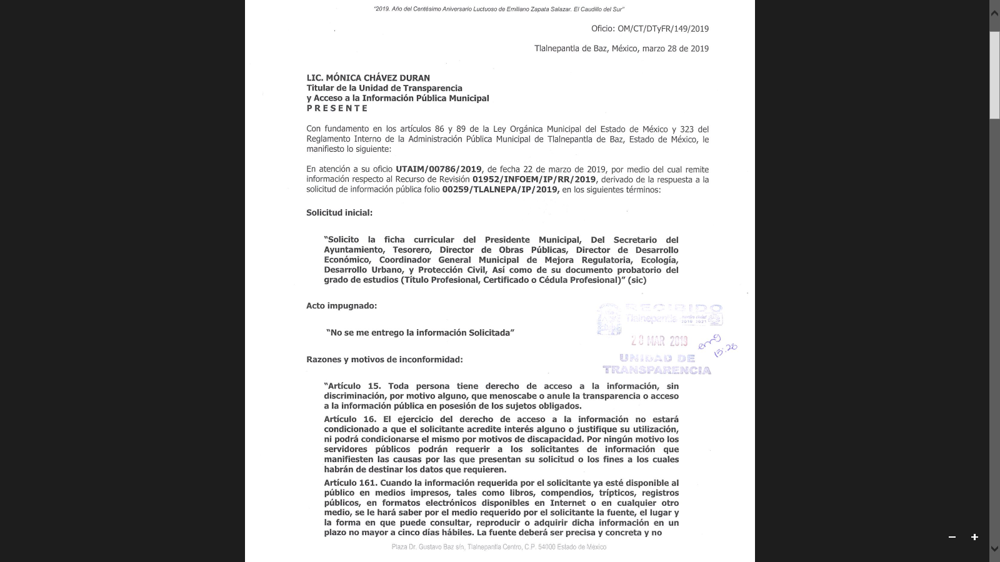 “2019. Año del Centésimo Aniversario Luctuoso de Emiliano Zapata Salazar. El Caudillo del Sur”
Oficio: OM/CT/DTyFR/149/2019
Tlalnepantla de Baz, México, marzo 28 de 2019
LIC. MÓNICA CHÁVEZ DURAN
Titular de la Unidad de Transparencia
y Acceso a la Información Pública Municipal
P R E S E N T E
Con fundamento en los artículos 86 y 89 de la Ley Orgánica Municipal del Estado de México y 323 del
Reglamento Interno de la Administración Pública Municipal de Tlalnepantla de Baz, Estado de México, le
manifiesto lo siguiente:
En atención a su oficio UTAIM/00786/2019, de fecha 22 de marzo de 2019, por medio del cual remite
información respecto al Recurso de Revisión 01952/INFOEM/IP/RR/2019, derivado de la respuesta a la
solicitud de información pública folio 00259/TLALNEPA/IP/2019, en los siguientes términos:
Solicitud inicial:
“Solicito la ficha curricular del Presidente Municipal, Del Secretario del
Ayuntamiento, Tesorero, Director de Obras Públicas, Director de Desarrollo
Económico, Coordinador General Municipal de Mejora Regulatoria, Ecología,
Desarrollo Urbano, y Protección Civil, Así como de su documento probatorio del
grado de estudios (Título Profesional, Certificado o Cédula Profesional)” (sic)
Acto impugnado:
RECIBIDO
Tlalnepantla
2019 2021
“No se me entrego la información Solicitada”
28 MAR 2019
15:28
Razones y motivos de inconformidad:
UNIDAD DE
TRANSPARENCIA
“Artículo 15. Toda persona tiene derecho de acceso a la información, sin
discriminación, por motivo alguno, que menoscabe o anule la transparencia o acceso
a la información pública en posesión de los sujetos obligados.
Artículo 16. El ejercicio del derecho de acceso a la información no estará
condicionado a que el solicitante acredite interés alguno o justifique su utilización,
ni podrá condicionarse el mismo por motivos de discapacidad. Por ningún motivo los
servidores públicos podrán requerir a los solicitantes de información que
manifiesten las causas por las que presentan su solicitud o los fines a los cuales
habrán de destinar los datos que requieren.
Artículo 161. Cuando la información requerida por el solicitante ya esté disponible al
público en medios impresos, tales como libros, compendios, trípticos, registros
públicos, en formatos electrónicos disponibles en Internet o en cualquier otro
medio, se le hará saber por el medio requerido por el solicitante la fuente, el lugar y
la forma en que puede consultar, reproducir o adquirir dicha información en un
plazo no mayor a cinco días hábiles. La fuente deberá ser precisa y concreta y no
Plaza Dr. Gustavo Baz s/n, Tlalnepantla Centro, C.P. 54000 Estado de México